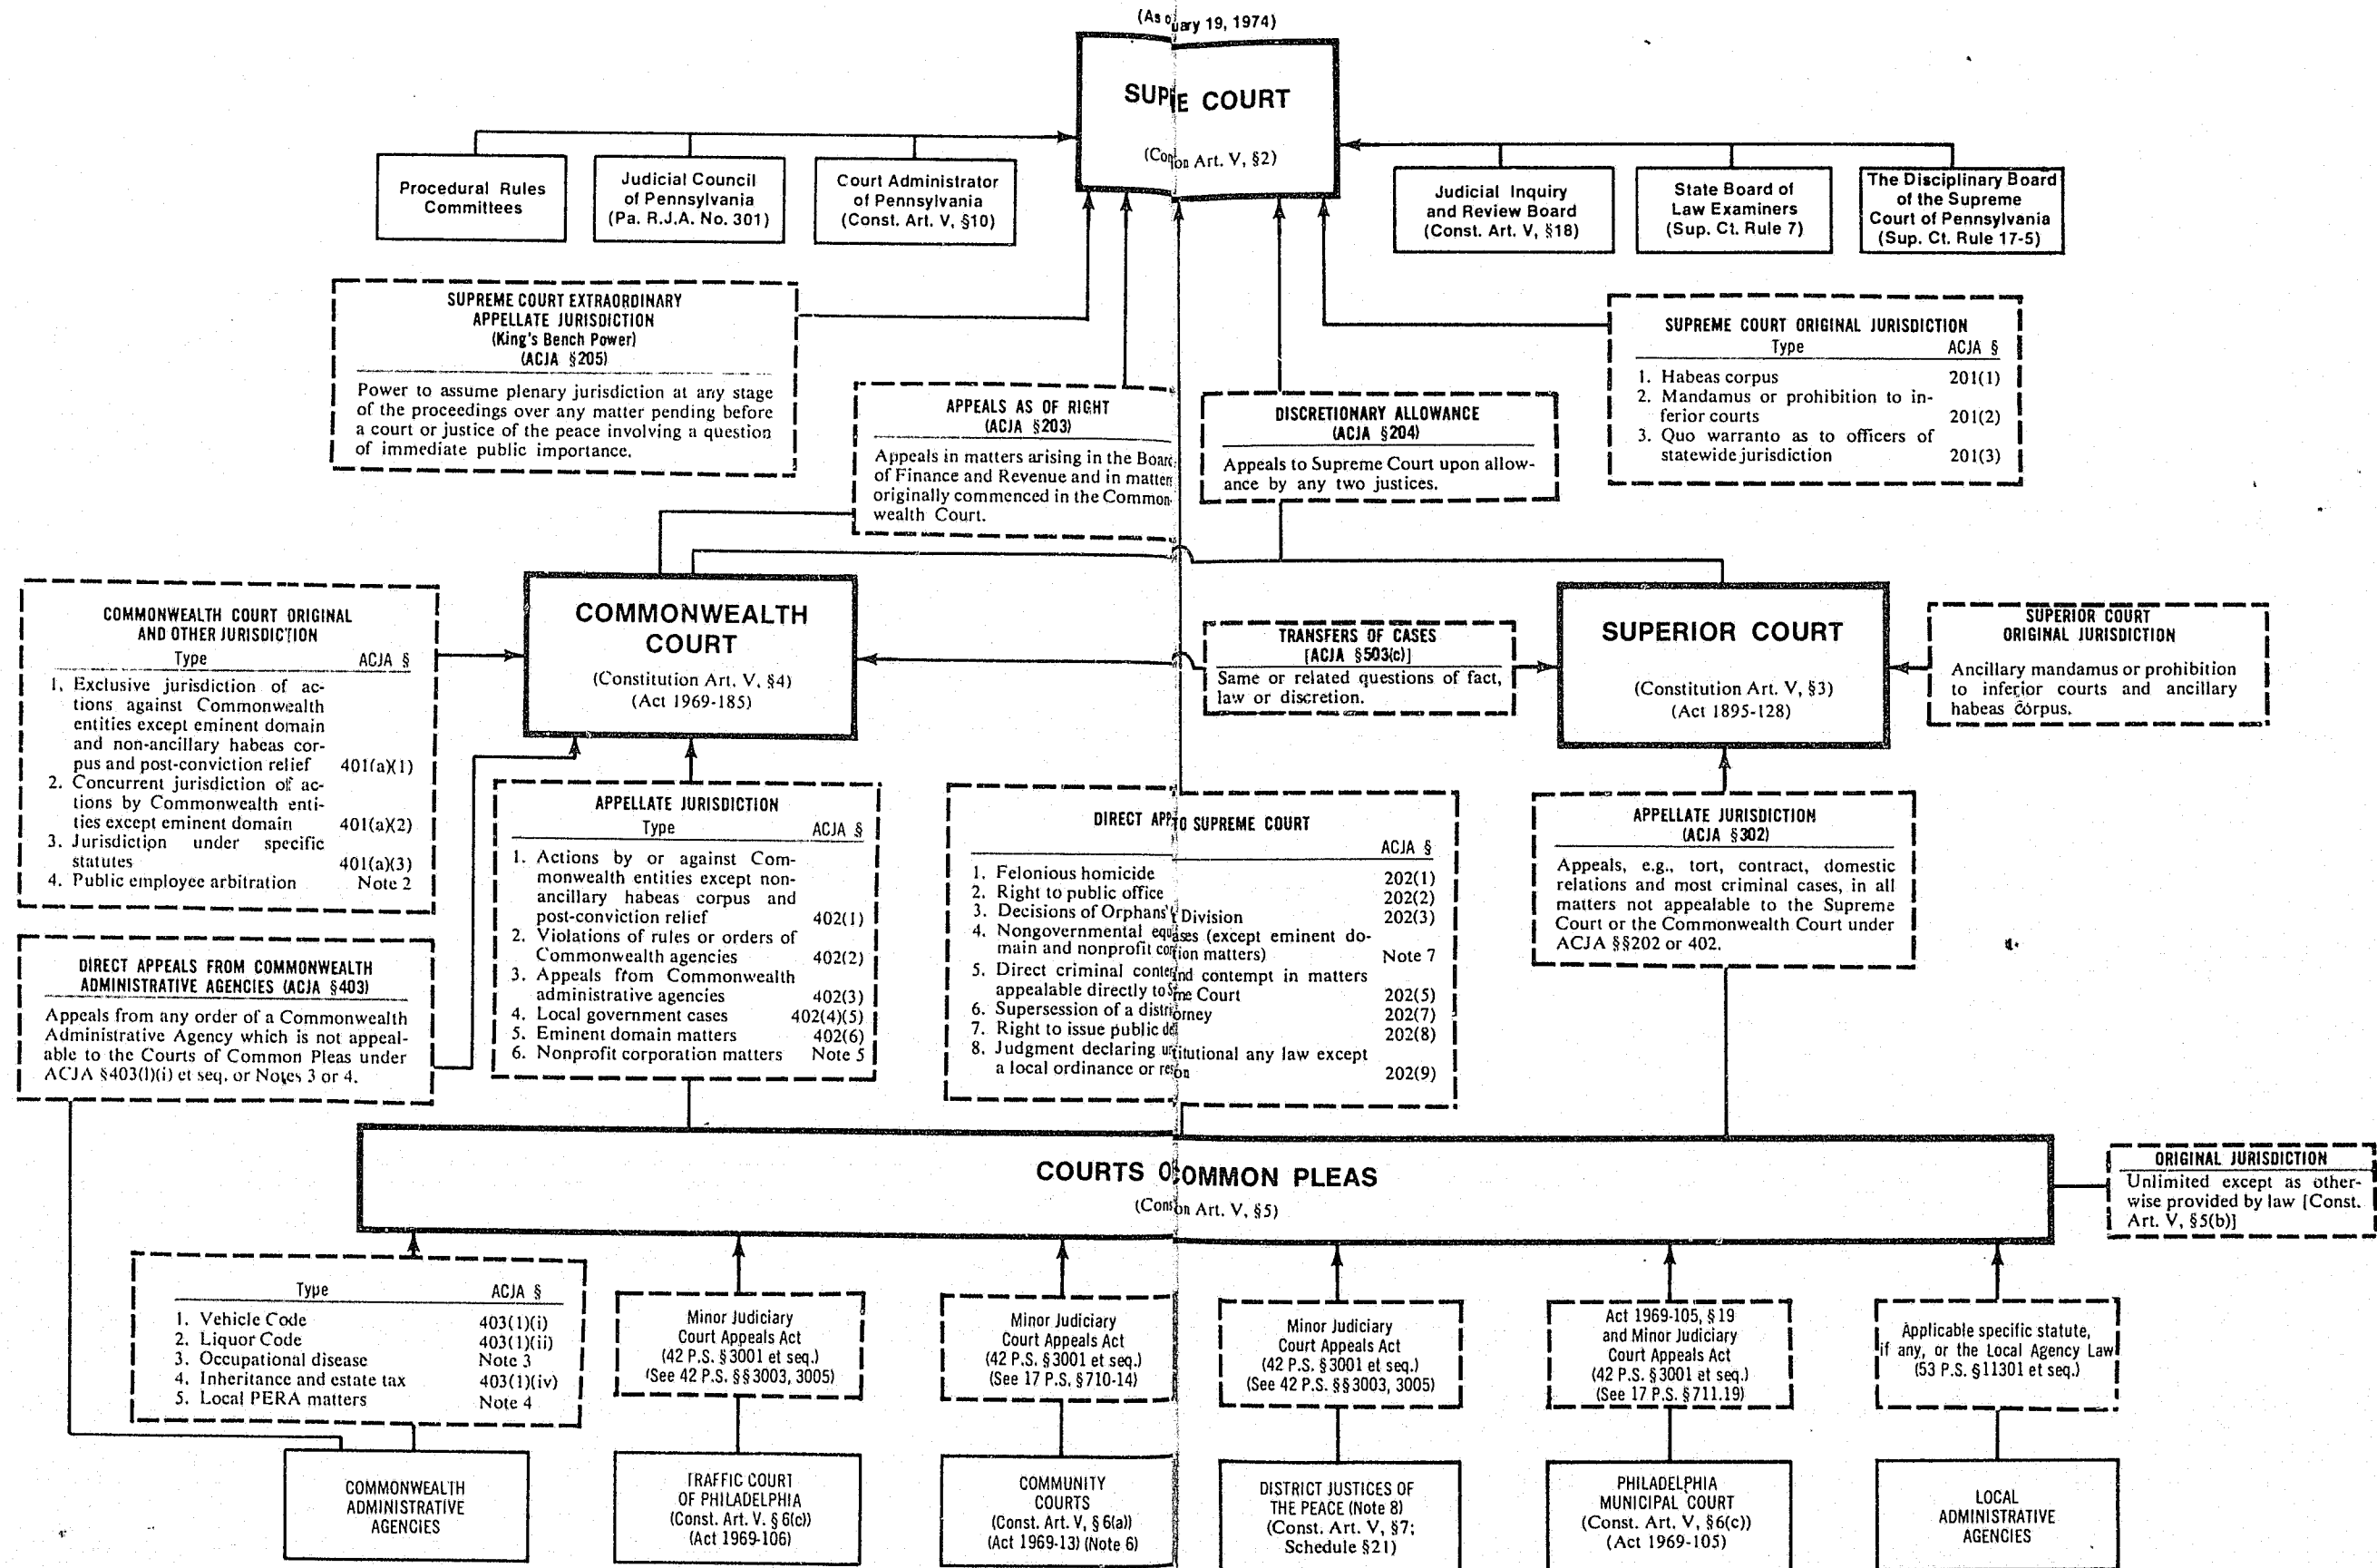 (As o uary 19, 1974)
SUP E COURT
(Con on Art. V, §2)
Procedural Rules
Committees
Judicial Council
of Pennsylvania
(Pa. R.J.A. No. 301)
Court Administrator
of Pennsylvania
(Const. Art. V, §10)
Judicial Inquiry
and Review Board
(Const. Art. V, §18)
State Board of
Law Examiners
(Sup. Ct. Rule 7)
The Disciplinary Board
of the Supreme
Court of Pennsylvania
(Sup. Ct. Rule 17-5)
SUPREME COURT EXTRAORDINARY
APPELLATE JURISDICTION
(King's Bench Power)
(ACJA §205)
Power to assume plenary jurisdiction at any stage
of the proceedings over any matter pending before
a court or justice of the peace involving a question
of immediate public importance.
APPEALS AS OF RIGHT
(ACJA §203)
Appeals in matters arising in the Board
of Finance and Revenue and in matters
originally commenced in the Common-
wealth Court.
DISCRETIONARY ALLOWANCE
(ACJA §204)
Appeals to Supreme Court upon allow-
ance by any two justices.
SUPREME COURT ORIGINAL JURISDICTION
Type ACJA §
1. Habeas corpus 201(1)
2. Mandamus or prohibition to in-
ferior courts 201(2)
3. Quo warranto as to officers of
statewide jurisdiction 201(3)
COMMONWEALTH COURT ORIGINAL
AND OTHER JURISDICTION
Type ACJA §
1. Exclusive jurisdiction of ac-
tions against Commonwealth
entities except eminent domain
and non-ancillary habeas cor-
pus and post-conviction relief 401(a)(1)
2. Concurrent jurisdiction of ac-
tions by Commonwealth enti-
ties except eminent domain 401(a)(2)
3. Jurisdiction under specific
statutes 401(a)(3)
4. Public employee arbitration Note 2
COMMONWEALTH
COURT
(Constitution Art. V, §4)
(Act 1969-185)
TRANSFERS OF CASES
[ACJA §503(c)]
Same or related questions of fact,
law or discretion.
SUPERIOR COURT
(Constitution Art. V, §3)
(Act 1895-128)
SUPERIOR COURT
ORIGINAL JURISDICTION
Ancillary mandamus or prohibition
to inferior courts and ancillary
habeas corpus.
DIRECT APPEALS FROM COMMONWEALTH
ADMINISTRATIVE AGENCIES (ACJA §403)
Appeals from any order of a Commonwealth
Administrative Agency which is not appeal-
able to the Courts of Common Pleas under
ACJA §403(1)(i) et seq. or Notes 3 or 4.
APPELLATE JURISDICTION
Type ACJA §
1. Actions by or against Com-
monwealth entities except non-
ancillary habeas corpus and
post-conviction relief 402(1)
2. Violations of rules or orders of
Commonwealth agencies 402(2)
3. Appeals from Commonwealth
administrative agencies 402(3)
4. Local government cases 402(4)(5)
5. Eminent domain matters 402(6)
6. Nonprofit corporation matters Note 5
DIRECT APP TO SUPREME COURT
ACJA §
1. Felonious homicide 202(1)
2. Right to public office 202(2)
3. Decisions of Orphans' Division 202(3)
4. Nongovernmental equ ases (except eminent do-
main and nonprofit cor tion matters) Note 7
5. Direct criminal conte nd contempt in matters
appealable directly to S me Court 202(5)
6. Supersession of a distri orney 202(7)
7. Right to issue public de 202(8)
8. Judgment declaring u titutional any law except
a local ordinance or res on 202(9)
APPELLATE JURISDICTION
(ACJA §302)
Appeals, e.g., tort, contract, domestic
relations and most criminal cases, in all
matters not appealable to the Supreme
Court or the Commonwealth Court under
ACJA §§202 or 402.
COURTS O OMMON PLEAS
(Cons on Art. V, §5)
ORIGINAL JURISDICTION
Unlimited except as other-
wise provided by law [Const.
Art. V, §5(b)]
Type ACJA §
1. Vehicle Code 403(1)(i)
2. Liquor Code 403(1)(ii)
3. Occupational disease Note 3
4. Inheritance and estate tax 403(1)(iv)
5. Local PERA matters Note 4
Minor Judiciary
Court Appeals Act
(42 P.S. §3001 et seq.)
(See 42 P.S. §§3003, 3005)
Minor Judiciary
Court Appeals Act
(42 P.S. §3001 et seq.)
(See 17 P.S. §710-14)
Minor Judiciary
Court Appeals Act
(42 P.S. §3001 et seq.)
(See 42 P.S. §§3003, 3005)
Act 1969-105, §19
and Minor Judiciary
Court Appeals Act
(42 P.S. §3001 et seq.)
(See 17 P.S. §711.19)
Applicable specific statute,
if any, or the Local Agency Law
(53 P.S. §11301 et seq.)
COMMONWEALTH
ADMINISTRATIVE
AGENCIES
TRAFFIC COURT
OF PHILADELPHIA
(Const. Art. V. §6(c))
(Act 1969-106)
COMMUNITY
COURTS
(Const. Art. V, §6(a))
(Act 1969-13) (Note 6)
DISTRICT JUSTICES OF
THE PEACE (Note 8)
(Const. Art. V, §7;
Schedule §21)
PHILADELPHIA
MUNICIPAL COURT
(Const. Art. V, §6(c))
(Act 1969-105)
LOCAL
ADMINISTRATIVE
AGENCIES